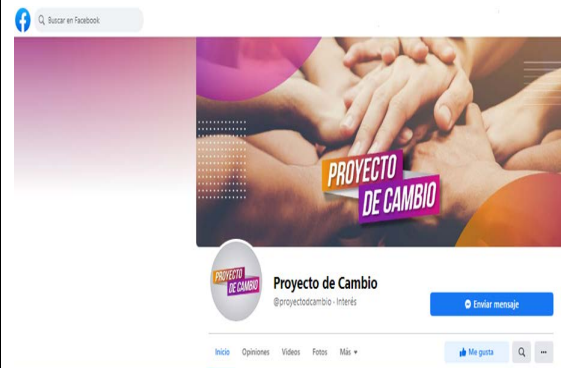 Buscar en Facebook
PROYECTO
DE CAMBIO
PROYECTO
DE CAMBIO
Proyecto de Cambio
@proyectodcambio · Interés
Enviar mensaje
Inicio Opiniones Videos Fotos Más
Me gusta